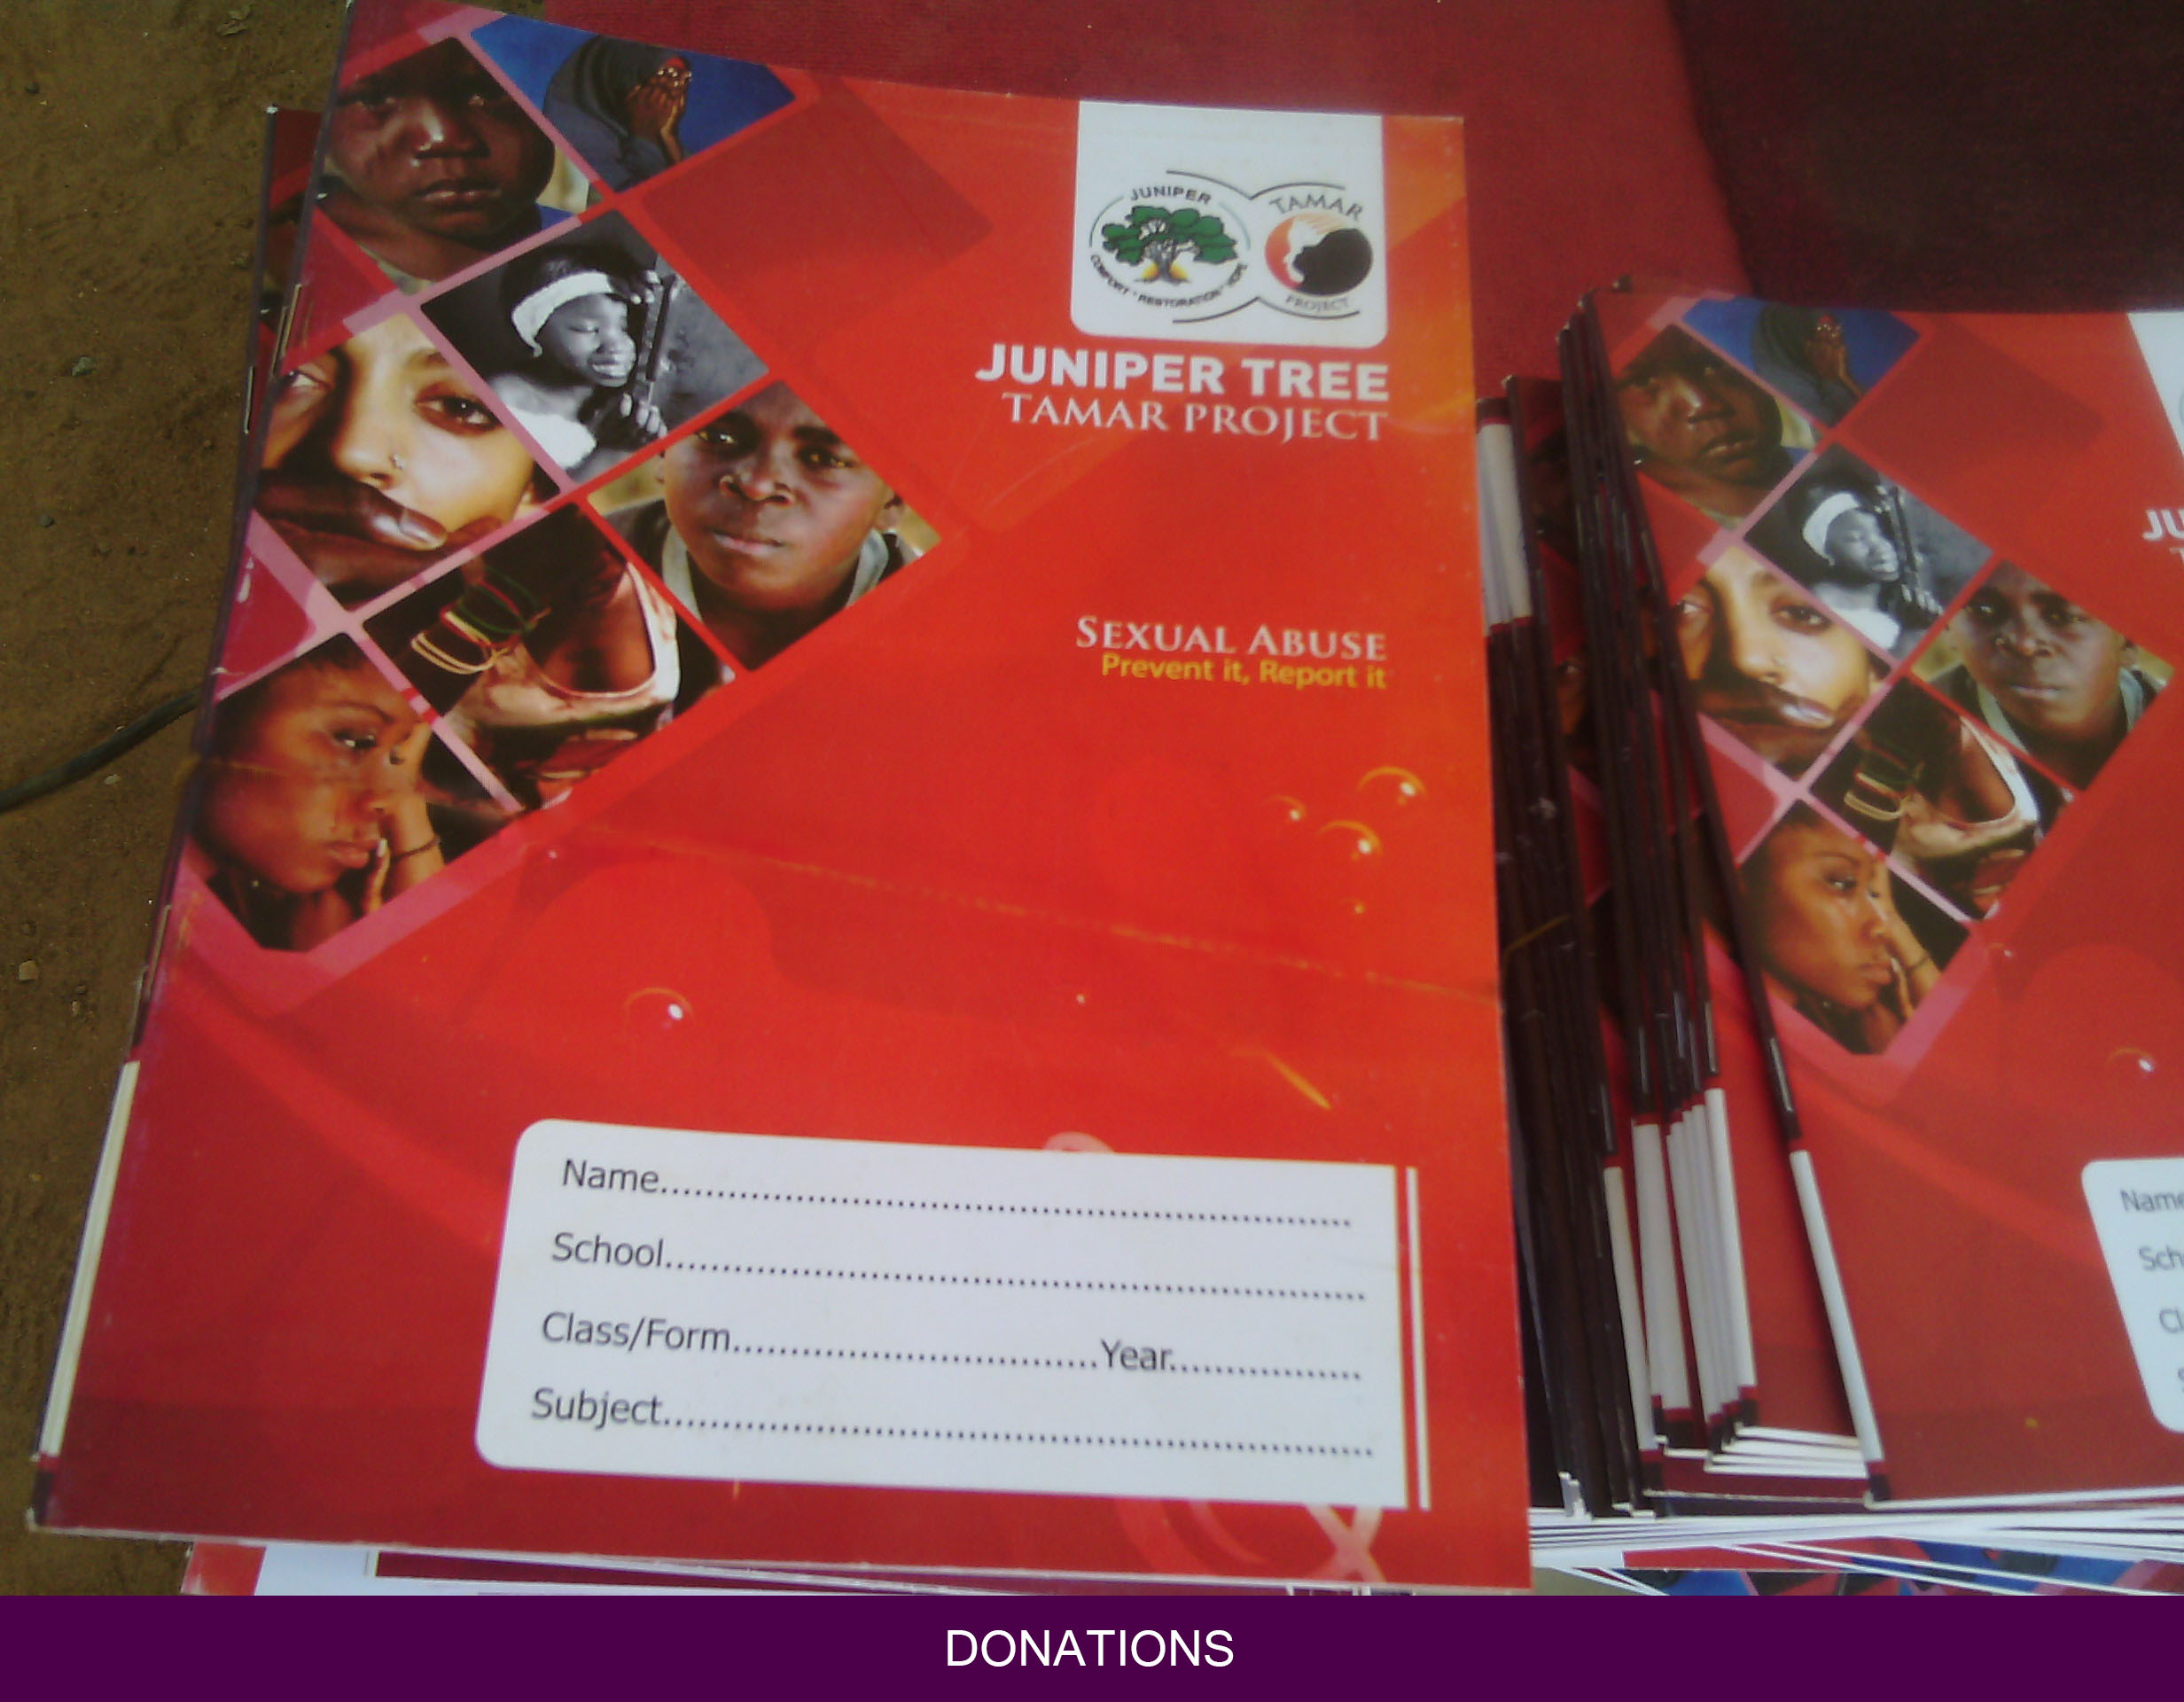 JUNIPER
COMFORT * RESTORATION * HOPE
TAMAR
PROJECT
JUNIPER TREE
TAMAR PROJECT
SEXUAL ABUSE
Prevent it, Report it
Name
School
Class/Form Year
Subject
JU
T
Name
Sch
Cl
S
DONATIONS